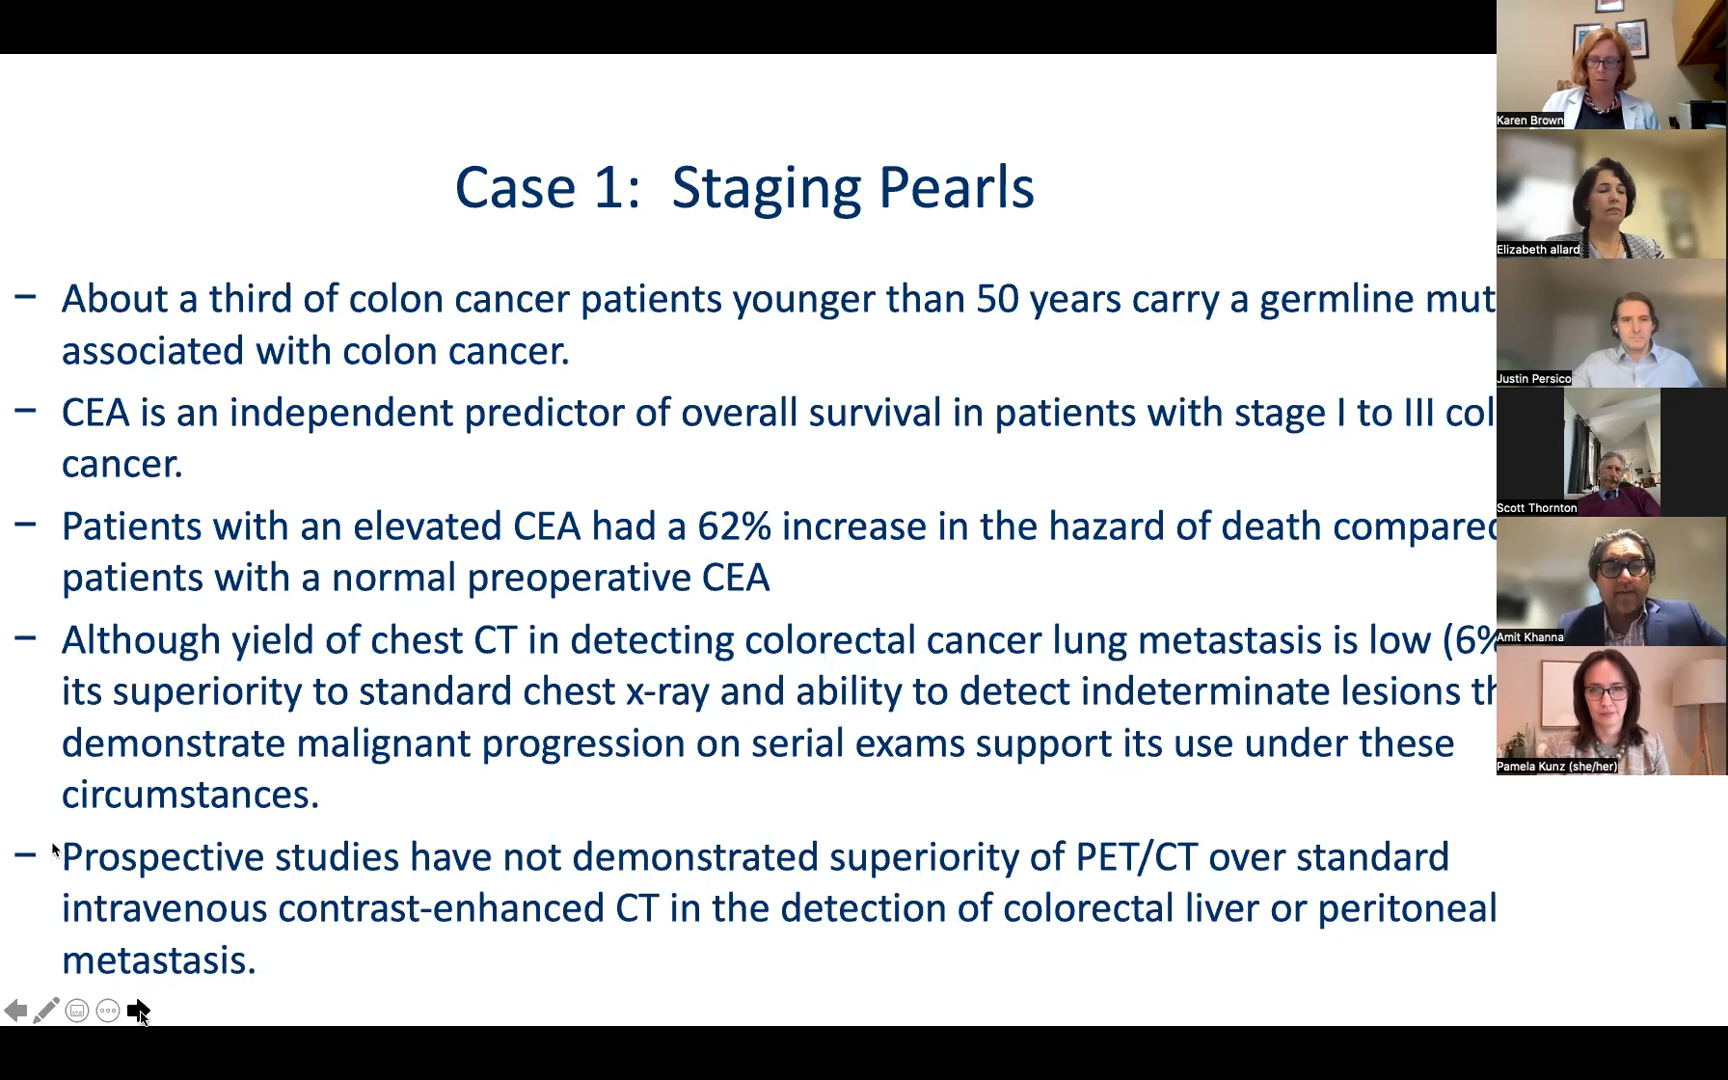 Case 1: Staging Pearls
– About a third of colon cancer patients younger than 50 years carry a germline mut
associated with colon cancer.
– CEA is an independent predictor of overall survival in patients with stage I to III col
cancer.
– Patients with an elevated CEA had a 62% increase in the hazard of death compared
patients with a normal preoperative CEA
– Although yield of chest CT in detecting colorectal cancer lung metastasis is low (6%
its superiority to standard chest x-ray and ability to detect indeterminate lesions th
demonstrate malignant progression on serial exams support its use under these
circumstances.
– Prospective studies have not demonstrated superiority of PET/CT over standard
intravenous contrast-enhanced CT in the detection of colorectal liver or peritoneal
metastasis.
Karen Brown
Elizabeth allard
Justin Persico
Scott Thornton
Amit Khanna
Pamela Kunz (she/her)